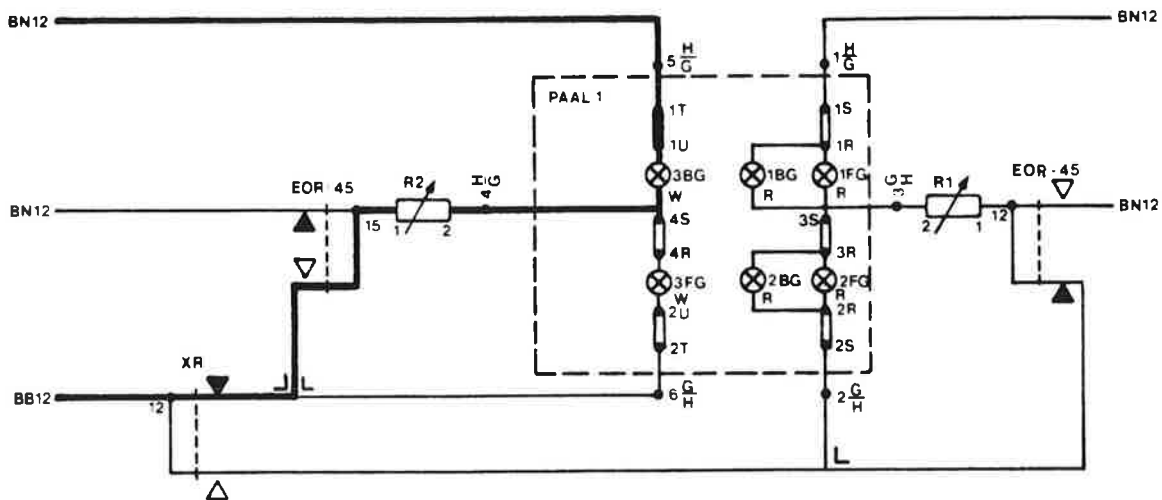 BN12
BN12
5 H/G
1 H/G
PAAL 1
1T
1S
1U
1R
3BG
W
1BG
R
1FG
R
EOR-45
R2
4 H/G
3 G/H
R1
EOR-45
BN12
15
1
2
4S
3S
2
1
12
BN12
4R
3R
3FG
W
2BG
R
2FG
R
2U
2R
2T
2S
XR
BB12
12
6 G/H
2 G/H